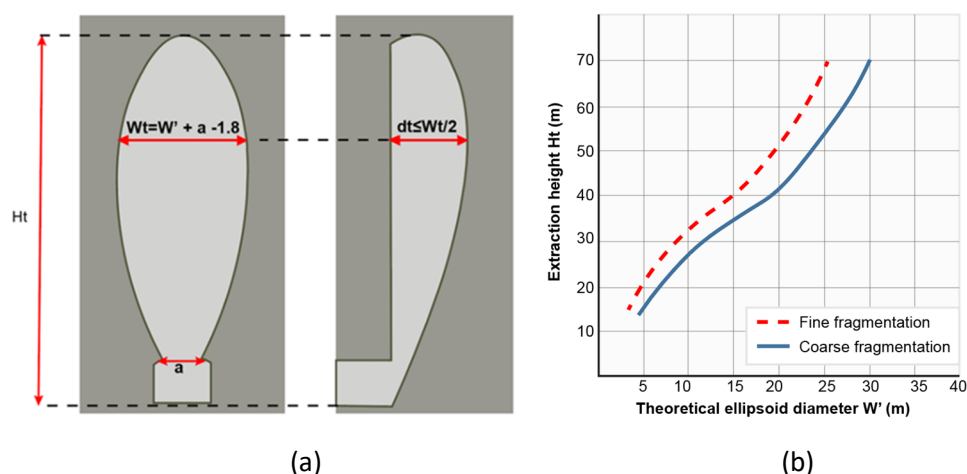 Wt=W' + a -1.8
dt≤Wt/2
Ht
a
(a)
Extraction height Ht (m)
70
60
50
40
30
20
10
5
10
15
20
25
30
35
40
Theoretical ellipsoid diameter W' (m)
Fine fragmentation
Coarse fragmentation
(b)